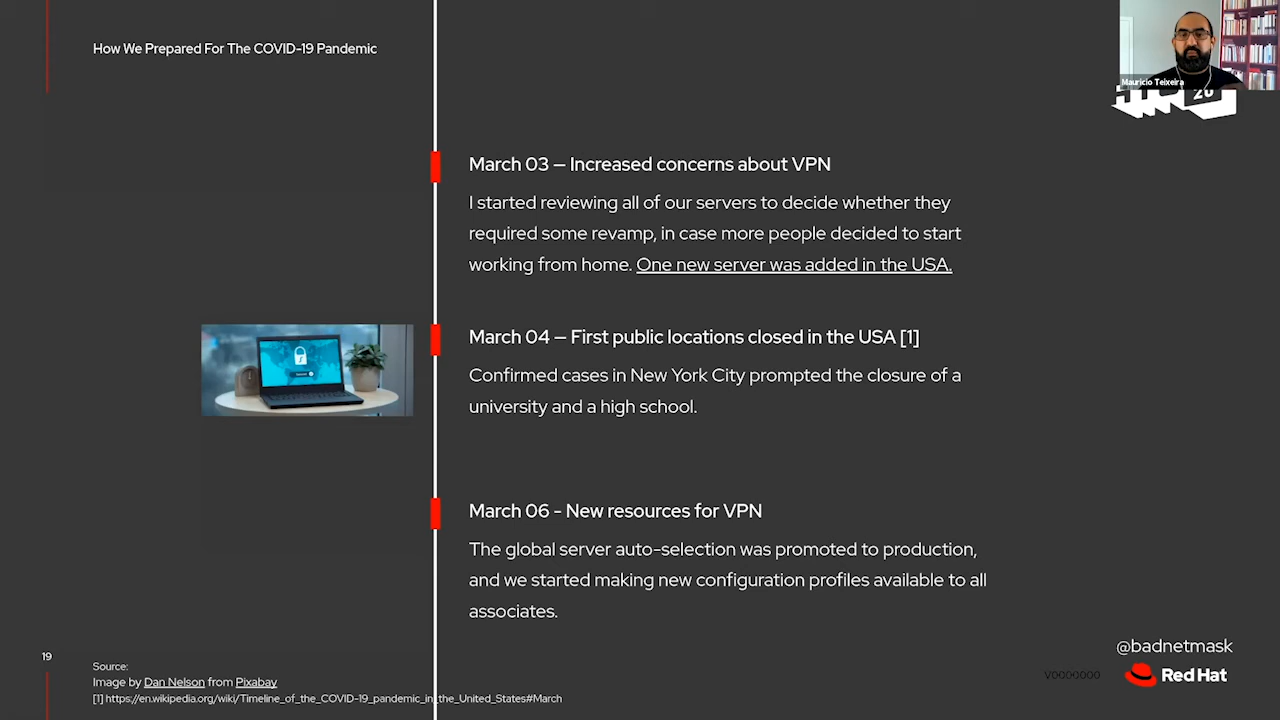 How We Prepared For The COVID-19 Pandemic
Mauricio Teixeira
20
March 03 – Increased concerns about VPN
I started reviewing all of our servers to decide whether they
required some revamp, in case more people decided to start
working from home. One new server was added in the USA.
March 04 – First public locations closed in the USA [1]
Confirmed cases in New York City prompted the closure of a
university and a high school.
March 06 - New resources for VPN
The global server auto-selection was promoted to production,
and we started making new configuration profiles available to all
associates.
@badnetmask
19
Source:
Image by Dan Nelson from Pixabay
V0000000
Red Hat
[1] https://en.wikipedia.org/wiki/Timeline_of_the_COVID-19_pandemic_in_the_United_States#March